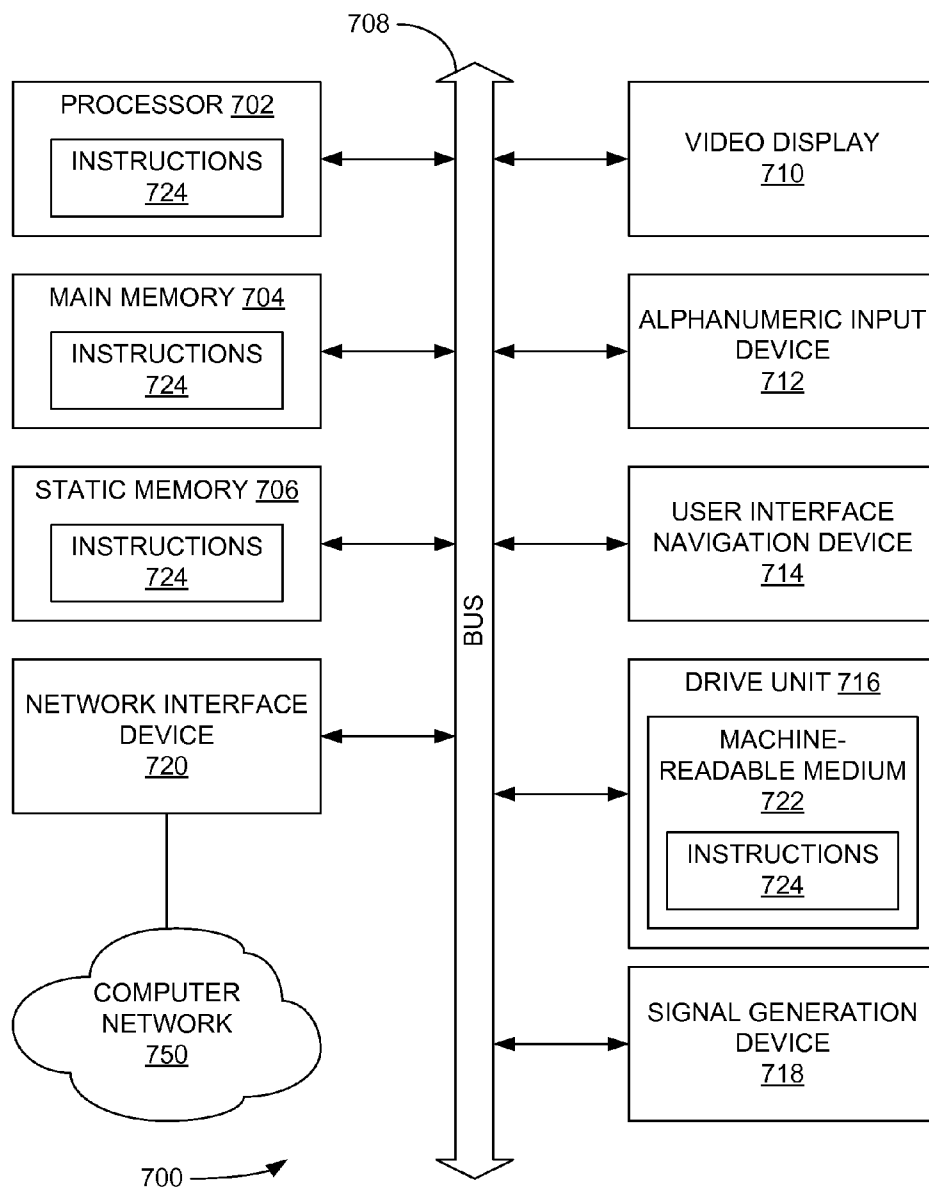 708
PROCESSOR 702
INSTRUCTIONS
724
MAIN MEMORY 704
INSTRUCTIONS
724
STATIC MEMORY 706
INSTRUCTIONS
724
NETWORK INTERFACE
DEVICE
720
COMPUTER
NETWORK
750
700
BUS
VIDEO DISPLAY
710
ALPHANUMERIC INPUT
DEVICE
712
USER INTERFACE
NAVIGATION DEVICE
714
DRIVE UNIT 716
MACHINE-
READABLE MEDIUM
722
INSTRUCTIONS
724
SIGNAL GENERATION
DEVICE
718